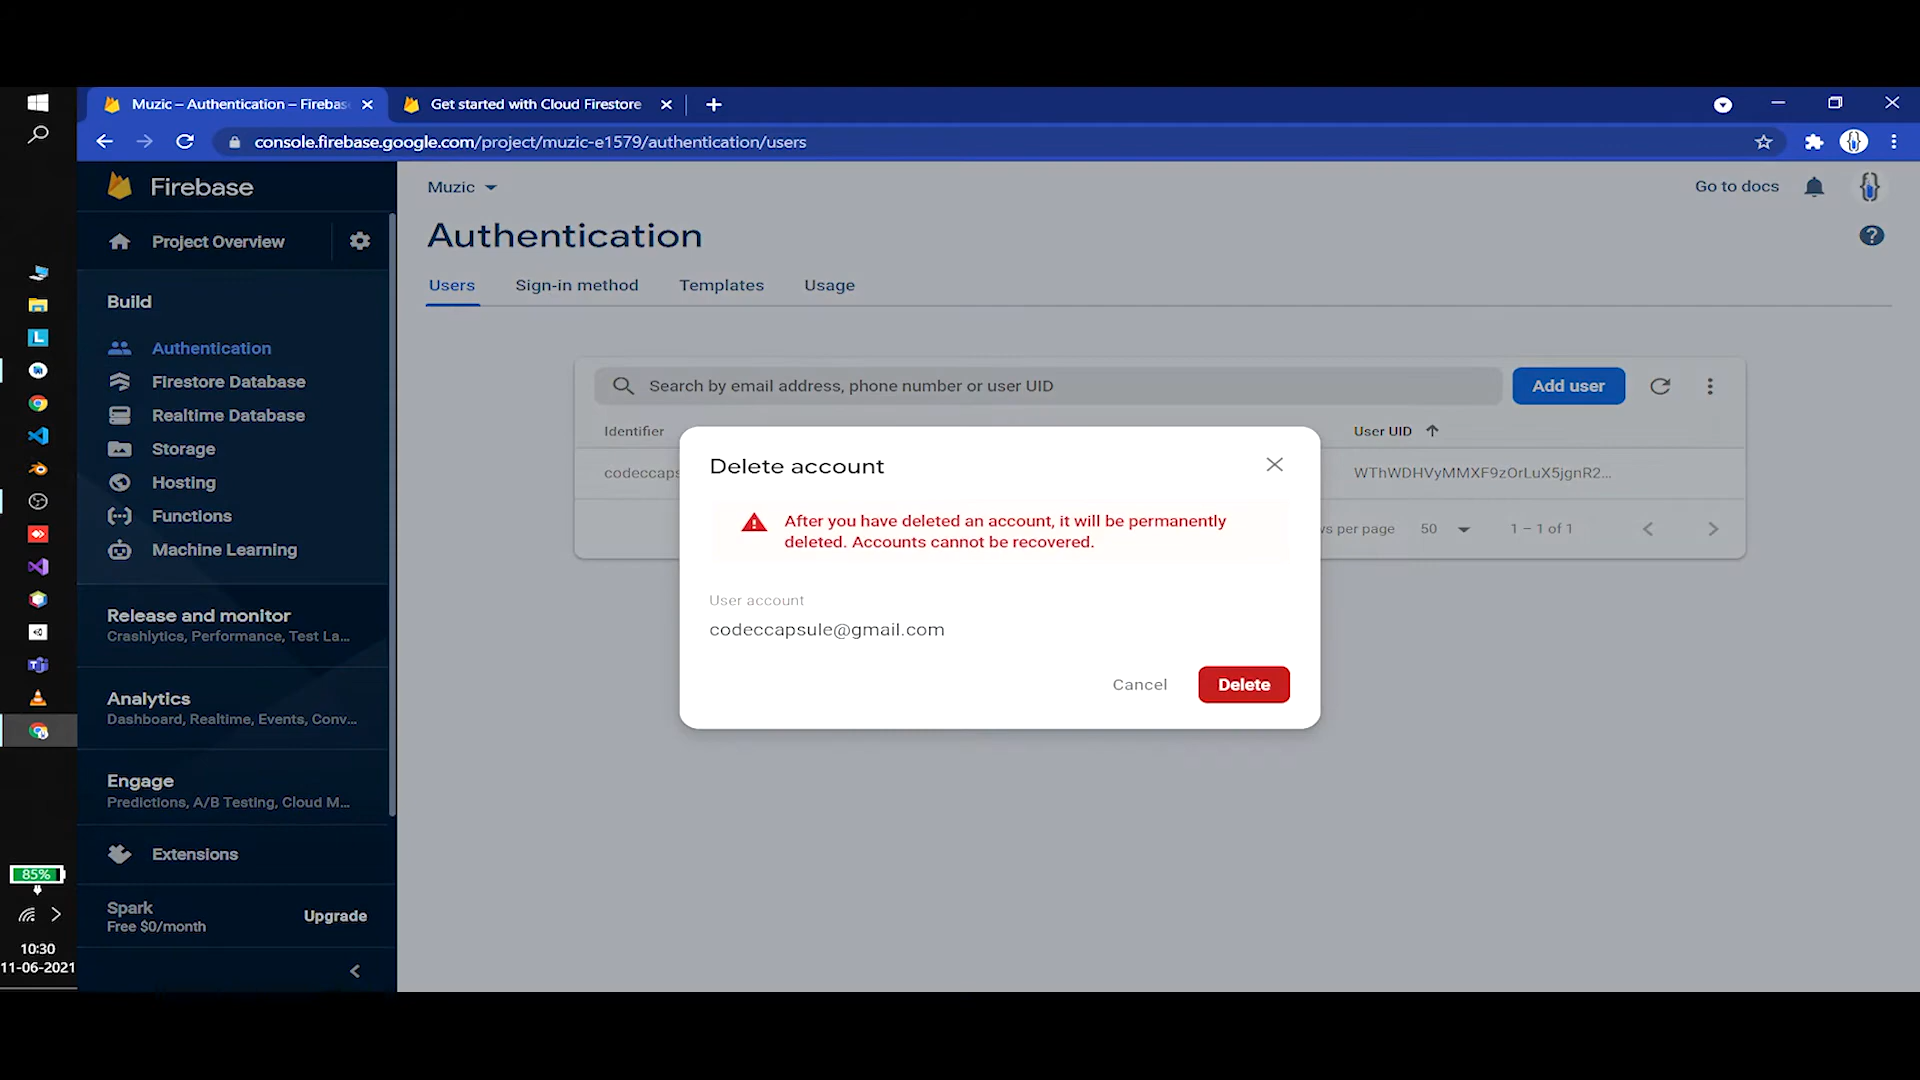 Muzic – Authentication – Firebas
Get started with Cloud Firestore
console.firebase.google.com/project/muzic-e1579/authentication/users
Firebase
Project Overview
Build
Authentication
Firestore Database
Realtime Database
Storage
Hosting
Functions
Machine Learning
Release and monitor
Crashlytics, Performance, Test La...
Analytics
Dashboard, Realtime, Events, Conv...
Engage
Predictions, A/B Testing, Cloud M...
Extensions
Spark
Free $0/month
Upgrade
85%
10:30
11-06-2021
Muzic
Go to docs
Authentication
Users
Sign-in method
Templates
Usage
Search by email address, phone number or user UID
Add user
Identifier
User UID
codeccaps
WThWDHVyMMXF9zOrLuX5jgnR2...
ws per page
50
1 – 1 of 1
Delete account
After you have deleted an account, it will be permanently
deleted. Accounts cannot be recovered.
User account
codeccapsule@gmail.com
Cancel
Delete